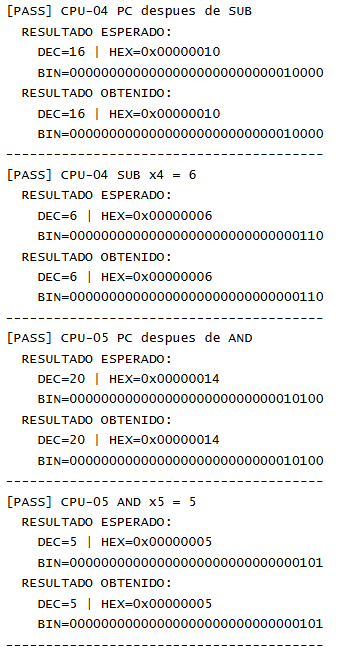 [PASS] CPU-04 PC despues de SUB
RESULTADO ESPERADO:
DEC=16 | HEX=0x00000010
BIN=00000000000000000000000000010000
RESULTADO OBTENIDO:
DEC=16 | HEX=0x00000010
BIN=00000000000000000000000000010000
----------------------------------------
[PASS] CPU-04 SUB x4 = 6
RESULTADO ESPERADO:
DEC=6 | HEX=0x00000006
BIN=00000000000000000000000000000110
RESULTADO OBTENIDO:
DEC=6 | HEX=0x00000006
BIN=00000000000000000000000000000110
----------------------------------------
[PASS] CPU-05 PC despues de AND
RESULTADO ESPERADO:
DEC=20 | HEX=0x00000014
BIN=00000000000000000000000000010100
RESULTADO OBTENIDO:
DEC=20 | HEX=0x00000014
BIN=00000000000000000000000000010100
----------------------------------------
[PASS] CPU-05 AND x5 = 5
RESULTADO ESPERADO:
DEC=5 | HEX=0x00000005
BIN=00000000000000000000000000000101
RESULTADO OBTENIDO:
DEC=5 | HEX=0x00000005
BIN=00000000000000000000000000000101
----------------------------------------